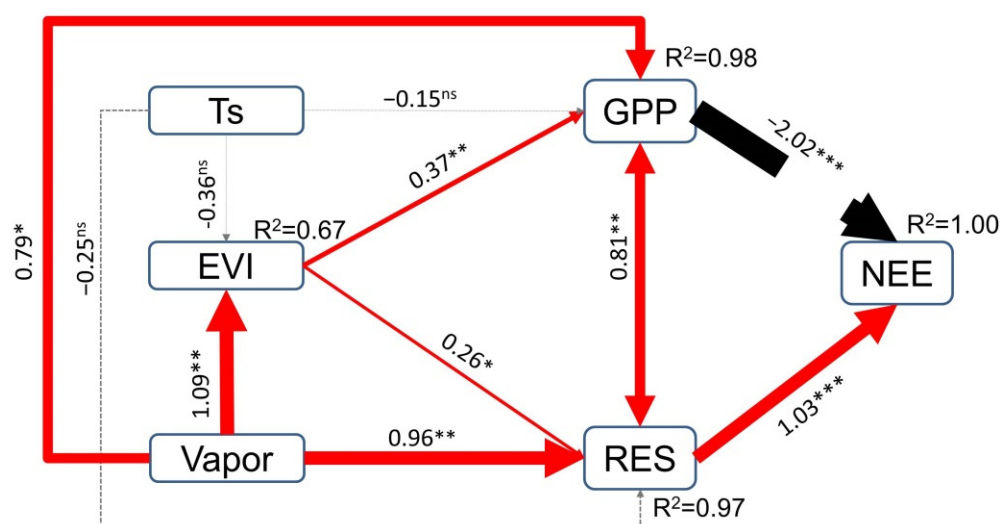 R²=0.98
Ts
−0.15ⁿˢ
GPP
−2.02***
-0.36ⁿˢ
0.37**
R²=0.67
R²=1.00
0.79*
−0.25ⁿˢ
EVI
0.81**
NEE
1.09**
0.26*
1.03***
Vapor
0.96**
RES
R²=0.97